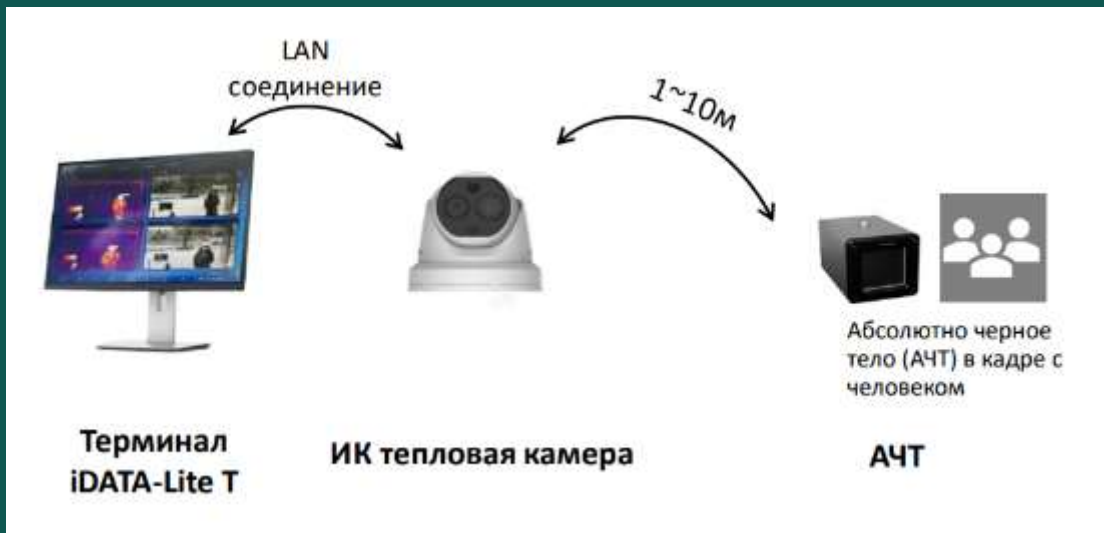 LAN
соединение
1~10м
Абсолютно черное
тело (АЧТ) в кадре с
человеком
Терминал
iDATA-Lite T
ИК тепловая камера
АЧТ